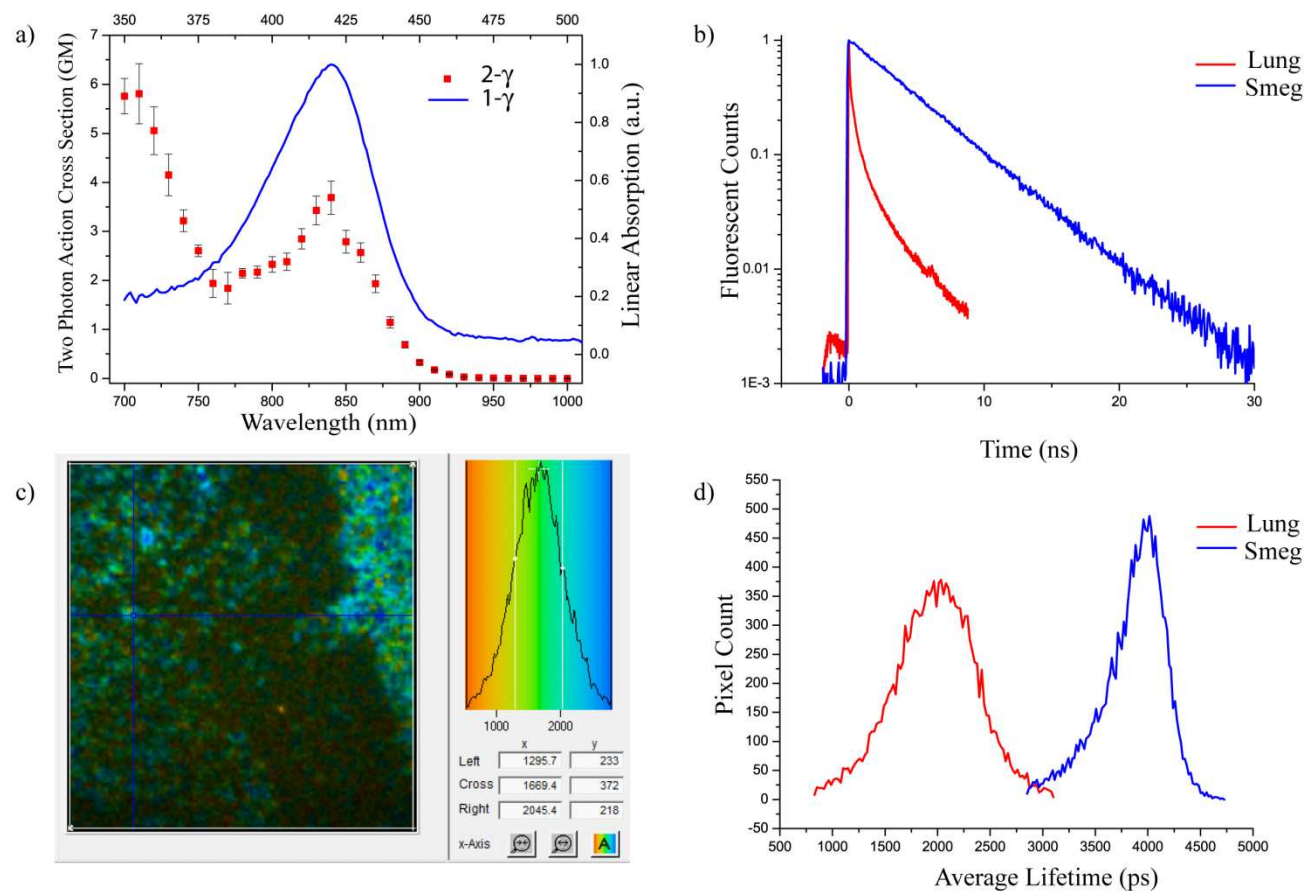 a)
350 375 400 425 450 475 500
Two Photon Action Cross Section (GM)
7
6
5
4
3
2
1
0
2-γ
1-γ
1.0
0.8
0.6
0.4
0.2
0.0
Linear Absorption (a.u.)
700 750 800 850 900 950 1000
Wavelength (nm)
b)
Fluorescent Counts
1
0.1
0.01
1E-3
Lung
Smeg
0 10 20 30
Time (ns)
c)
1000 2000
x y
Left 1295.7 233
Cross 1669.4 372
Right 2045.4 218
x-Axis A
d)
Pixel Count
550
500
450
400
350
300
250
200
150
100
50
0
-50
Lung
Smeg
500 1000 1500 2000 2500 3000 3500 4000 4500 5000
Average Lifetime (ps)